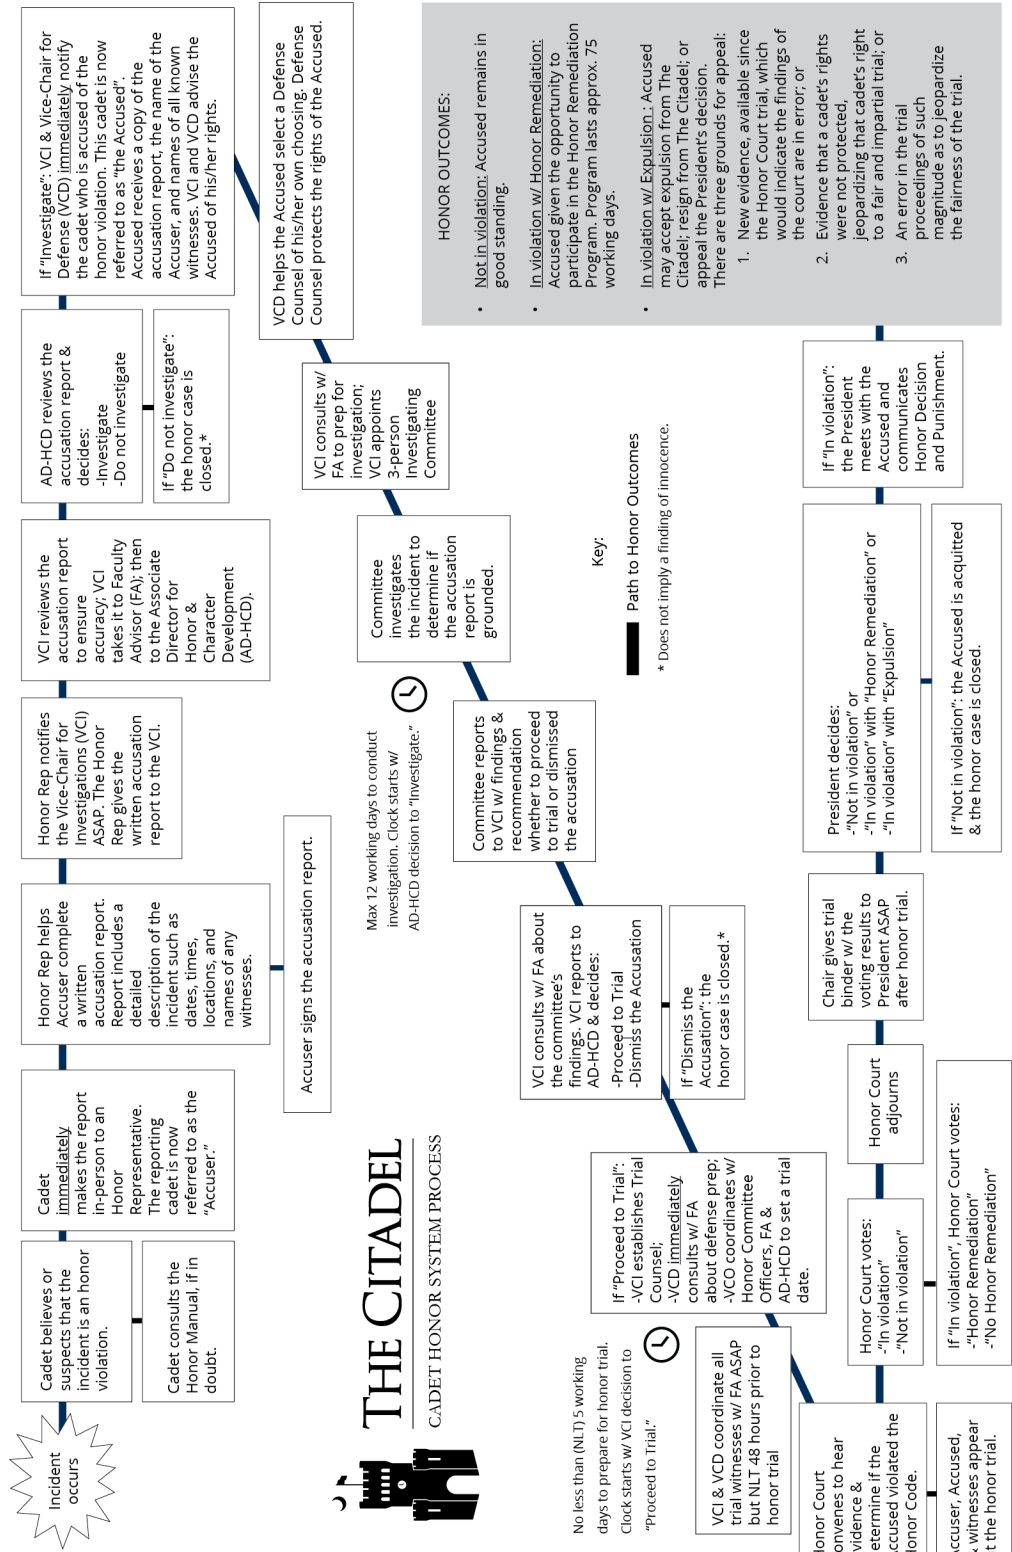 Incident
occurs
Cadet believes or
suspects that the
incident is an honor
violation.
Cadet consults the
Honor Manual, if in
doubt.
Cadet
immediately
makes the report
in-person to an
Honor
Representative.
The reporting
cadet is now
referred to as the
“Accuser.”
Honor Rep helps
Accuser complete
a written
accusation report.
Report includes a
detailed
description of the
incident such as
dates, times,
locations, and
names of any
witnesses.
Accuser signs the accusation report.
Honor Rep notifies
the Vice-Chair for
Investigations (VCI)
ASAP. The Honor
Rep gives the
written accusation
report to the VCI.
VCI reviews the
accusation report
to ensure
accuracy; VCI
takes it to Faculty
Advisor (FA); then
to the Associate
Director for
Honor &
Character
Development
(AD-HCD).
AD-HCD reviews the
accusation report &
decides:
-Investigate
-Do not investigate
If “Do not investigate”:
the honor case is
closed.*
If “Investigate”: VCI & Vice-Chair for
Defense (VCD) immediately notify
the cadet who is accused of the
honor violation. This cadet is now
referred to as “the Accused”.
Accused receives a copy of the
accusation report, the name of the
Accuser, and names of all known
witnesses. VCI and VCD advise the
Accused of his/her rights.
VCD helps the Accused select a Defense
Counsel of his/her own choosing. Defense
Counsel protects the rights of the Accused.
VCI consults w/
FA to prep for
investigation;
VCI appoints
3-person
Investigating
Committee
Committee
investigates
the incident to
determine if
the accusation
report is
grounded.
Max 12 working days to conduct
investigation. Clock starts w/
AD-HCD decision to “Investigate.”
Committee reports
to VCI w/ findings &
recommendation
whether to proceed
to trial or dismissed
the accusation
VCI consults w/ FA about
the committee's
findings. VCI reports to
AD-HCD & decides:
-Proceed to Trial
-Dismiss the Accusation
If “Dismiss the
Accusation”: the
honor case is closed.*
THE CITADEL
CADET HONOR SYSTEM PROCESS
If “Proceed to Trial”:
-VCI establishes Trial
Counsel;
-VCD immediately
consults w/ FA
about defense prep;
-VCO coordinates w/
Honor Committee
Officers, FA &
AD-HCD to set a trial
date.
No less than (NLT) 5 working
days to prepare for honor trial.
Clock starts w/ VCI decision to
“Proceed to Trial.”
VCI & VCD coordinate all
trial witnesses w/ FA ASAP
but NLT 48 hours prior to
honor trial
Honor Court
convenes to hear
evidence &
determine if the
Accused violated the
Honor Code.
Accuser, Accused,
& witnesses appear
at the honor trial.
Honor Court votes:
-“In violation”
-“Not in violation”
If “In violation”, Honor Court votes:
-“Honor Remediation”
-“No Honor Remediation”
Honor Court
adjourns
Chair gives trial
binder w/ the
voting results to
President ASAP
after honor trial.
President decides:
-“Not in violation” or
-“In violation” with “Honor Remediation” or
-“In violation” with “Expulsion”
If “Not in violation”: the Accused is acquitted
& the honor case is closed.
If “In violation”:
the President
meets with the
Accused and
communicates
Honor Decision
and Punishment.
Key:
Path to Honor Outcomes
* Does not imply a finding of innocence.
HONOR OUTCOMES:
• Not in violation: Accused remains in
good standing.
• In violation w/ Honor Remediation:
Accused given the opportunity to
participate in the Honor Remediation
Program. Program lasts approx. 75
working days.
• In violation w/ Expulsion : Accused
may accept expulsion from The
Citadel; resign from The Citadel; or
appeal the President's decision.
There are three grounds for appeal:
1. New evidence, available since
the Honor Court trial, which
would indicate the findings of
the court are in error; or
2. Evidence that a cadet's rights
were not protected,
jeopardizing that cadet's right
to a fair and impartial trial; or
3. An error in the trial
proceedings of such
magnitude as to jeopardize
the fairness of the trial.